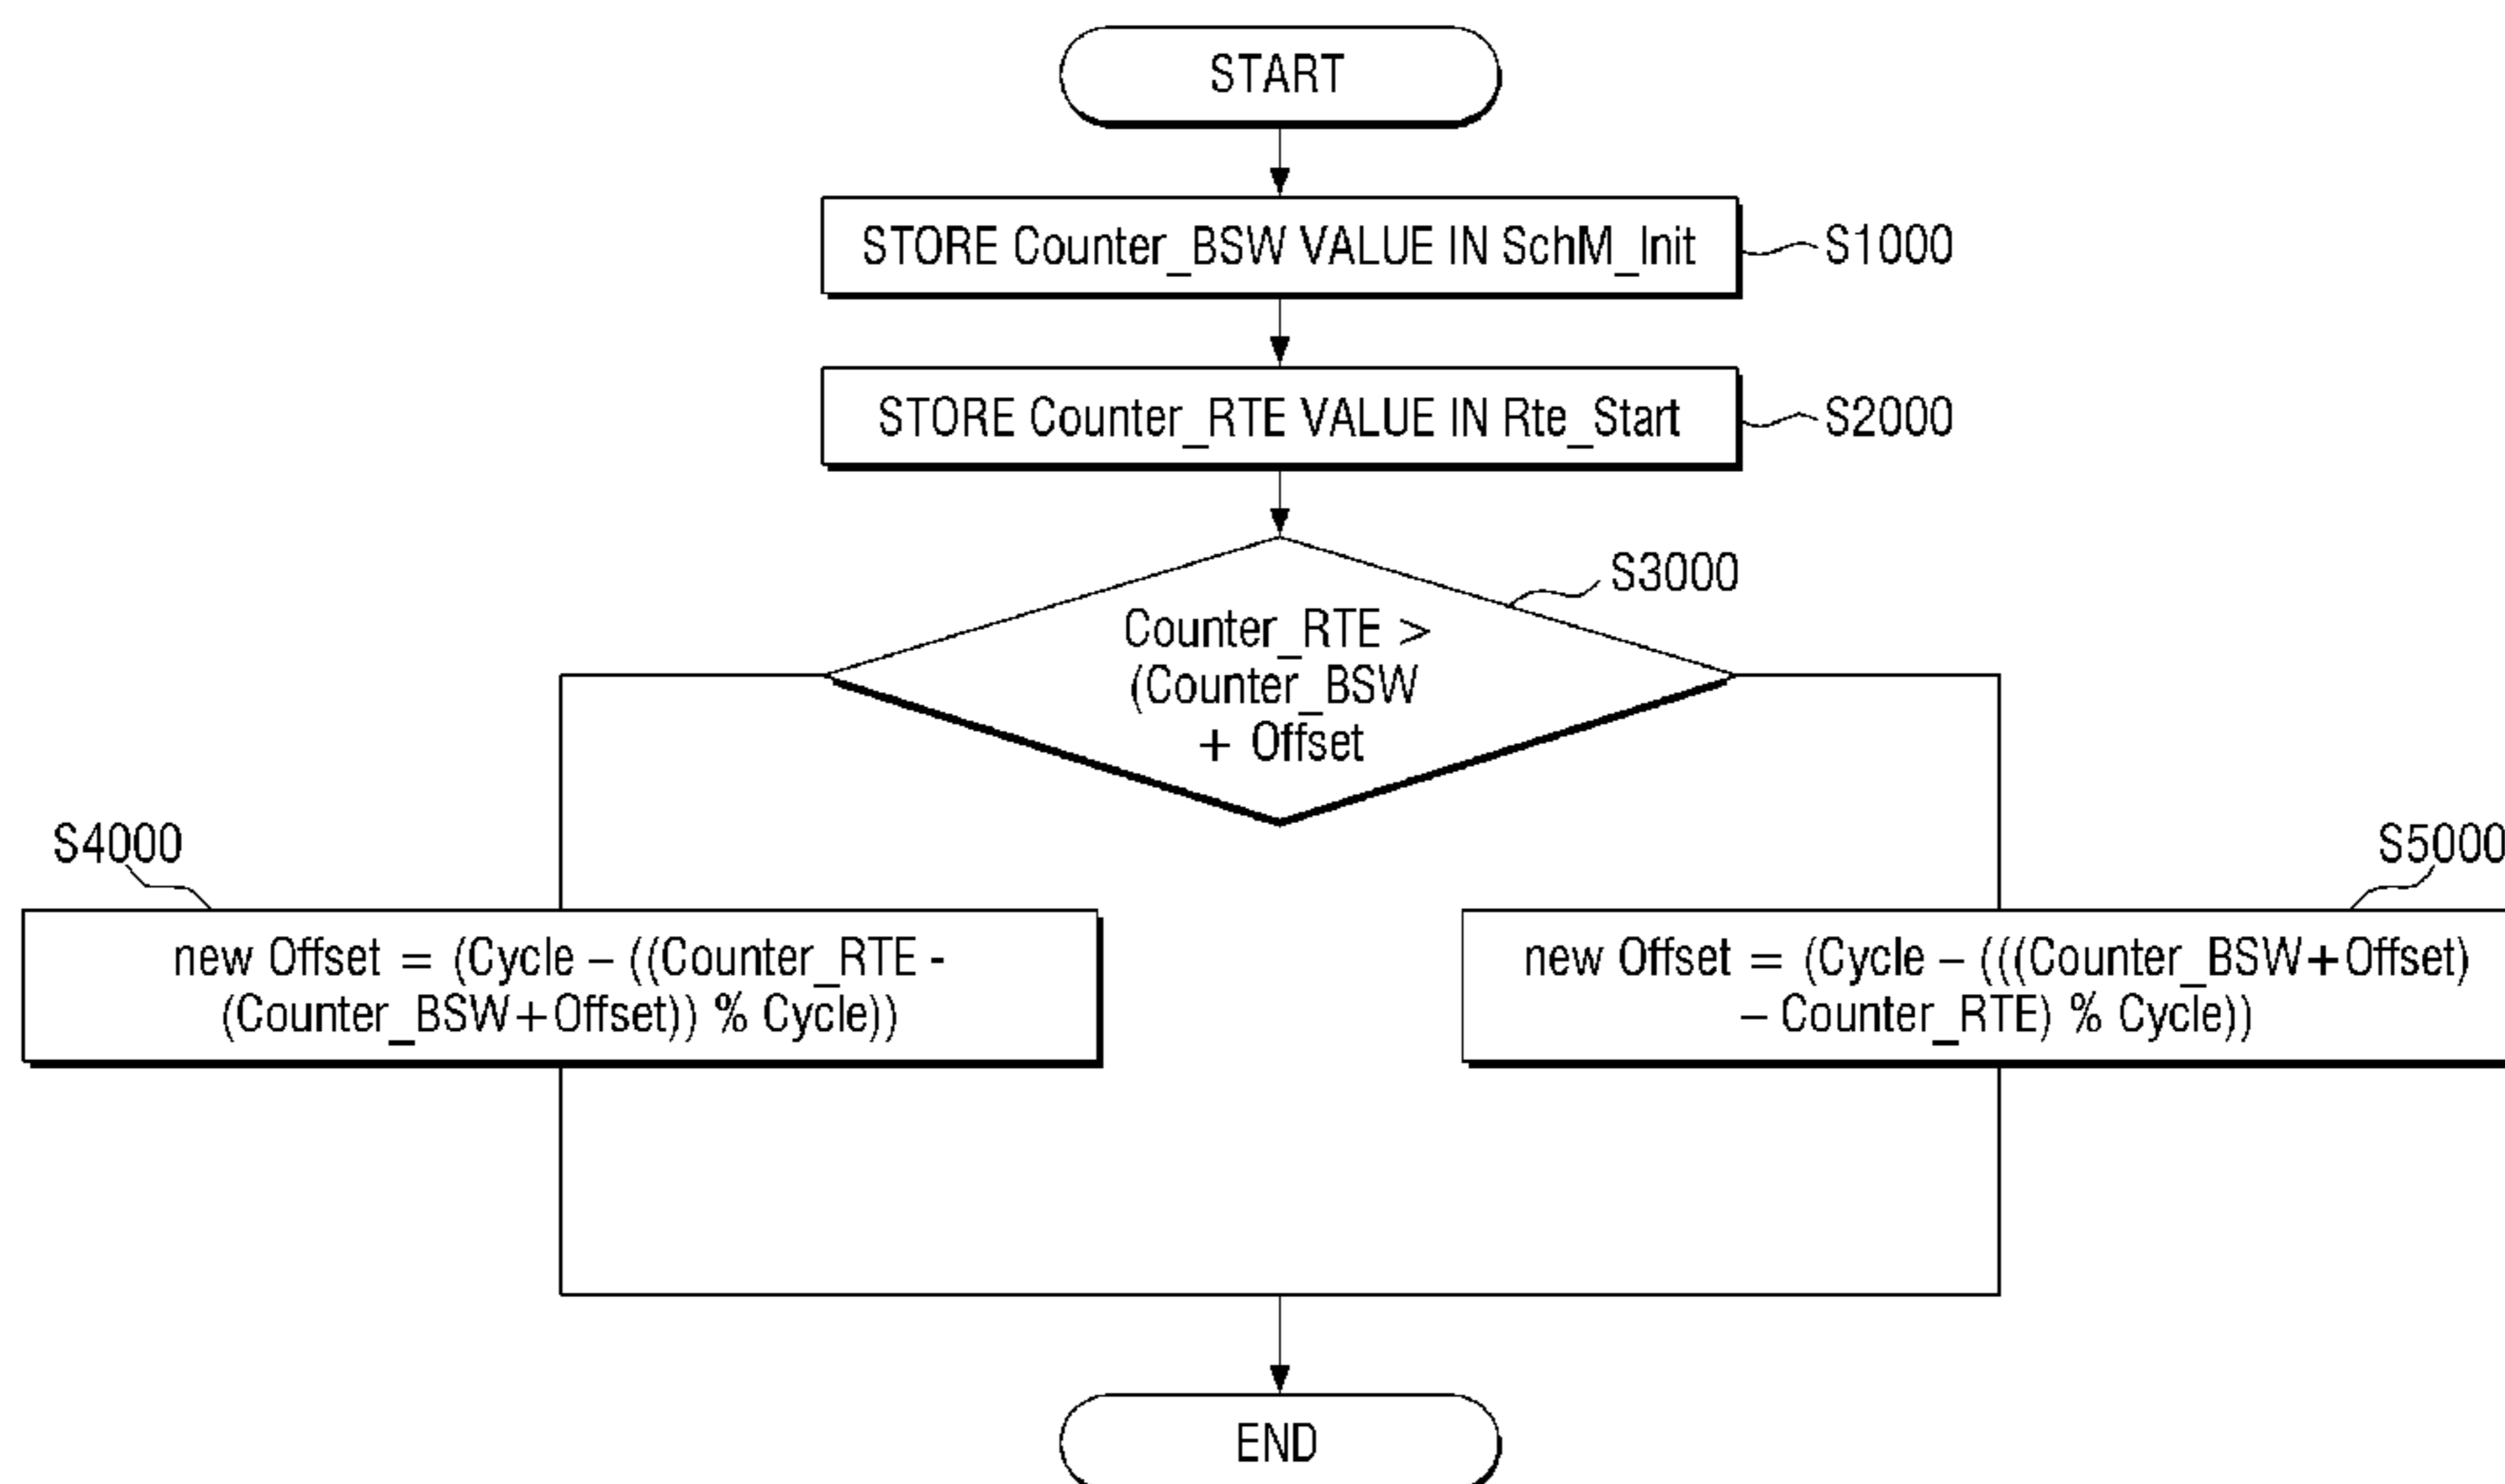 START
STORE Counter_BSW VALUE IN SchM_Init
S1000
STORE Counter_RTE VALUE IN Rte_Start
S2000
S3000
Counter_RTE >
(Counter_BSW
+ Offset
S4000
new Offset = (Cycle – ((Counter_RTE -
(Counter_BSW+Offset)) % Cycle))
S5000
new Offset = (Cycle – (((Counter_BSW+Offset)
– Counter_RTE) % Cycle))
END